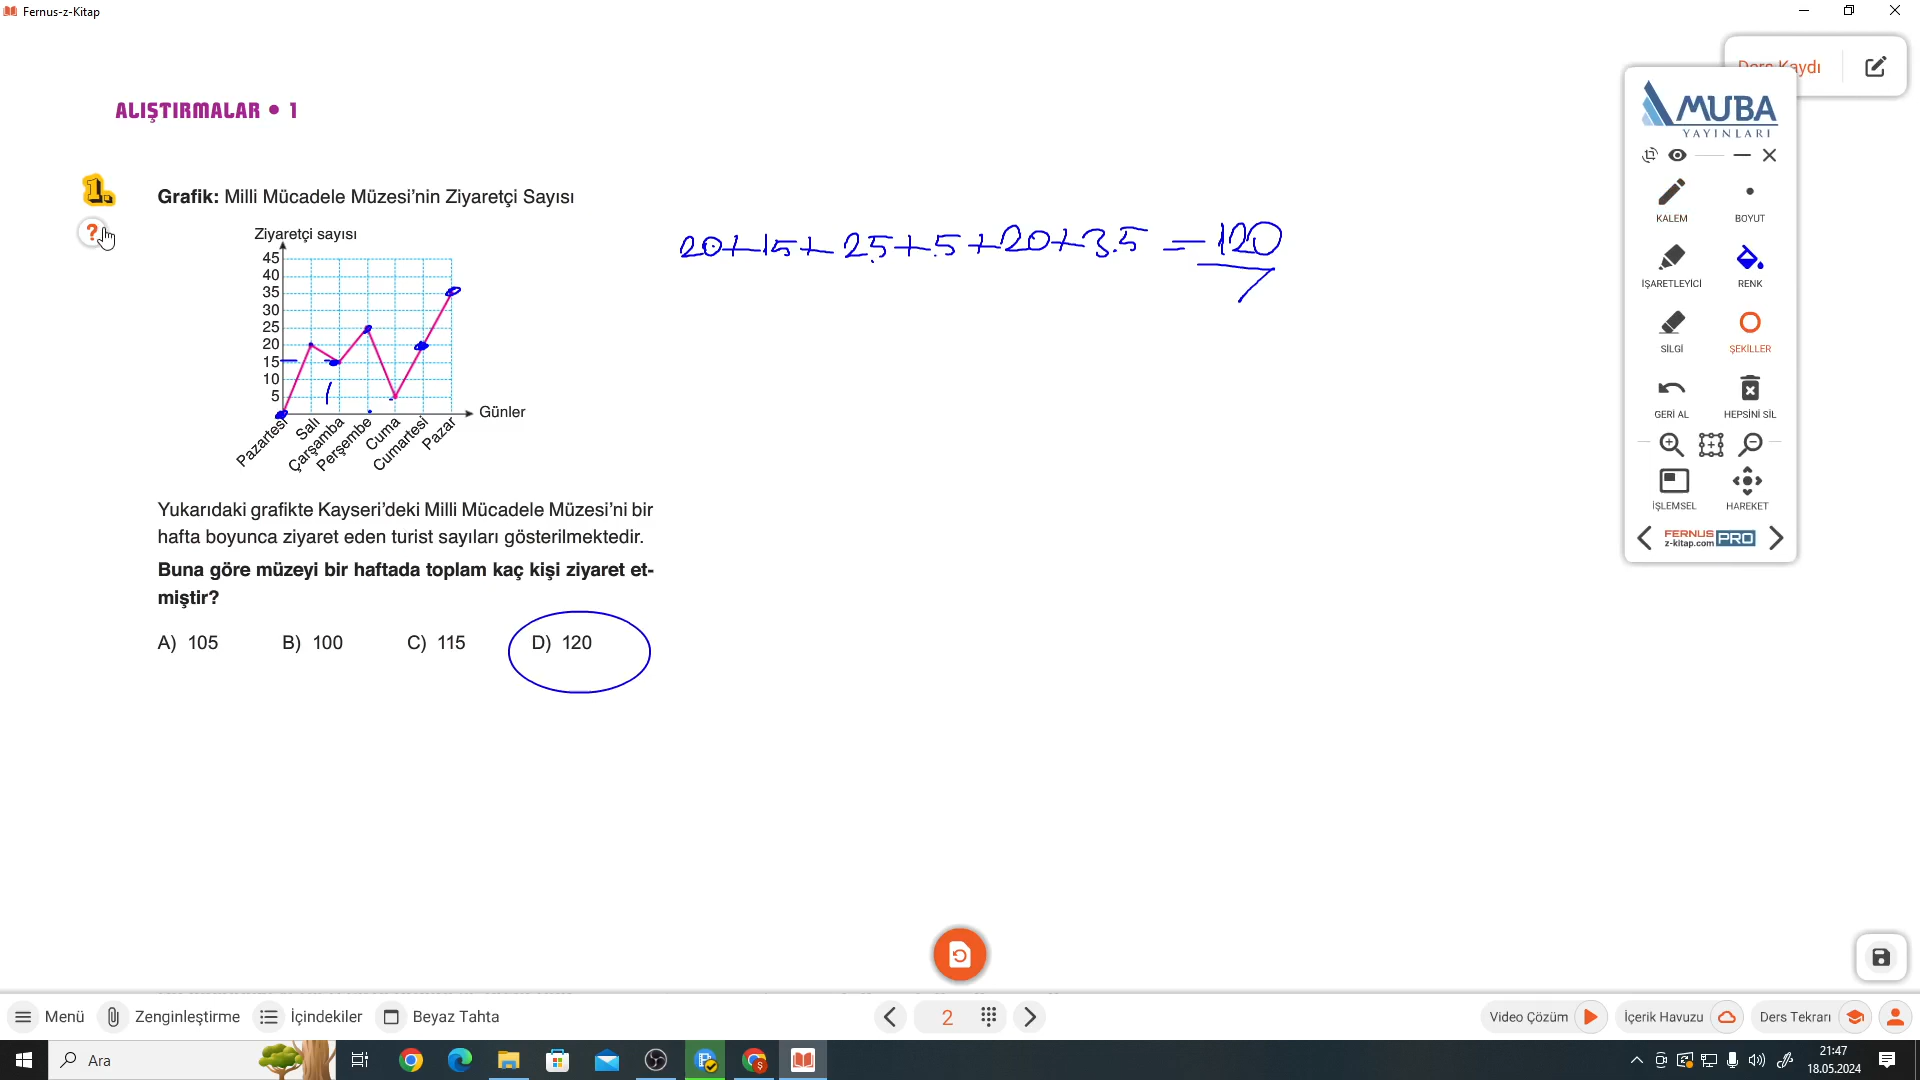 Fernus-z-Kitap
Ders Kaydı
ALIŞTIRMALAR • 1
MUBA
YAYINLARI
1.
Grafik: Milli Mücadele Müzesi'nin Ziyaretçi Sayısı
?
Ziyaretçi sayısı
45
40
35
30
25
20
15
10
5
Günler
Pazartesi
Salı
Çarşamba
Perşembe
Cuma
Cumartesi
Pazar
20+15+25+5+20+35=120
Yukarıdaki grafikte Kayseri'deki Milli Mücadele Müzesi'ni bir
hafta boyunca ziyaret eden turist sayıları gösterilmektedir.
Buna göre müzeyi bir haftada toplam kaç kişi ziyaret et-
miştir?
A) 105 B) 100 C) 115 D) 120
KALEM BOYUT
İŞARETLEYİCİ RENK
SİLGİ ŞEKİLLER
GERİ AL HEPSİNİ SİL
İŞLEMSEL HAREKET
FERNUS
z-kitap.com PRO
Menü Zenginleştirme İçindekiler Beyaz Tahta 2 Video Çözüm İçerik Havuzu Ders Tekrarı
Ara
21:47
18.05.2024